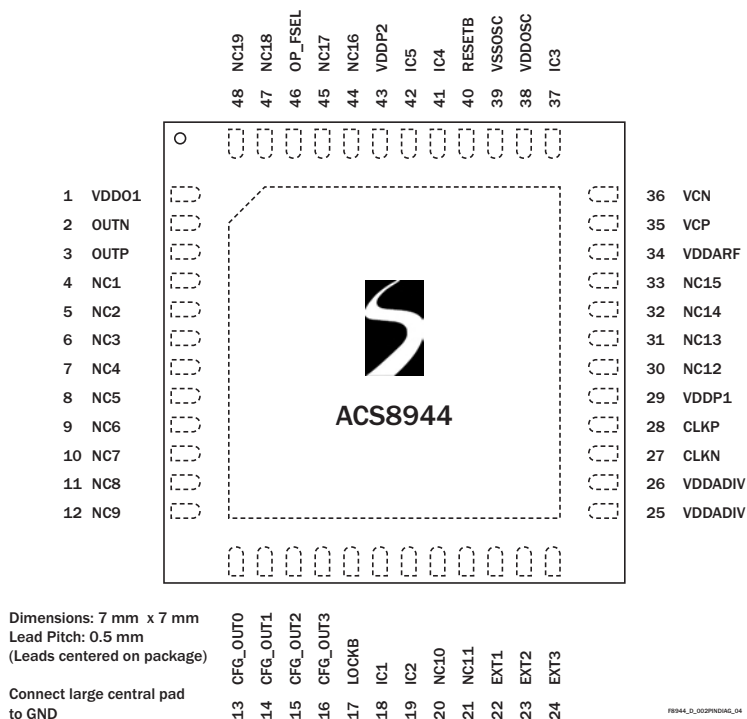 48 NC19
47 NC18
46 OP_FSEL
45 NC17
44 NC16
43 VDDP2
42 IC5
41 IC4
40 RESETB
39 VSSOSC
38 VDDOSC
37 IC3
1 VDDO1
2 OUTN
3 OUTP
4 NC1
5 NC2
6 NC3
7 NC4
8 NC5
9 NC6
10 NC7
11 NC8
12 NC9
ACS8944
36 VCN
35 VCP
34 VDDARF
33 NC15
32 NC14
31 NC13
30 NC12
29 VDDP1
28 CLKP
27 CLKN
26 VDDADIV
25 VDDADIV
13 CFG_OUT0
14 CFG_OUT1
15 CFG_OUT2
16 CFG_OUT3
17 LOCKB
18 IC1
19 IC2
20 NC10
21 NC11
22 EXT1
23 EXT2
24 EXT3
Dimensions: 7 mm x 7 mm
Lead Pitch: 0.5 mm
(Leads centered on package)
Connect large central pad
to GND
F8944_D_002PINDIAG_04